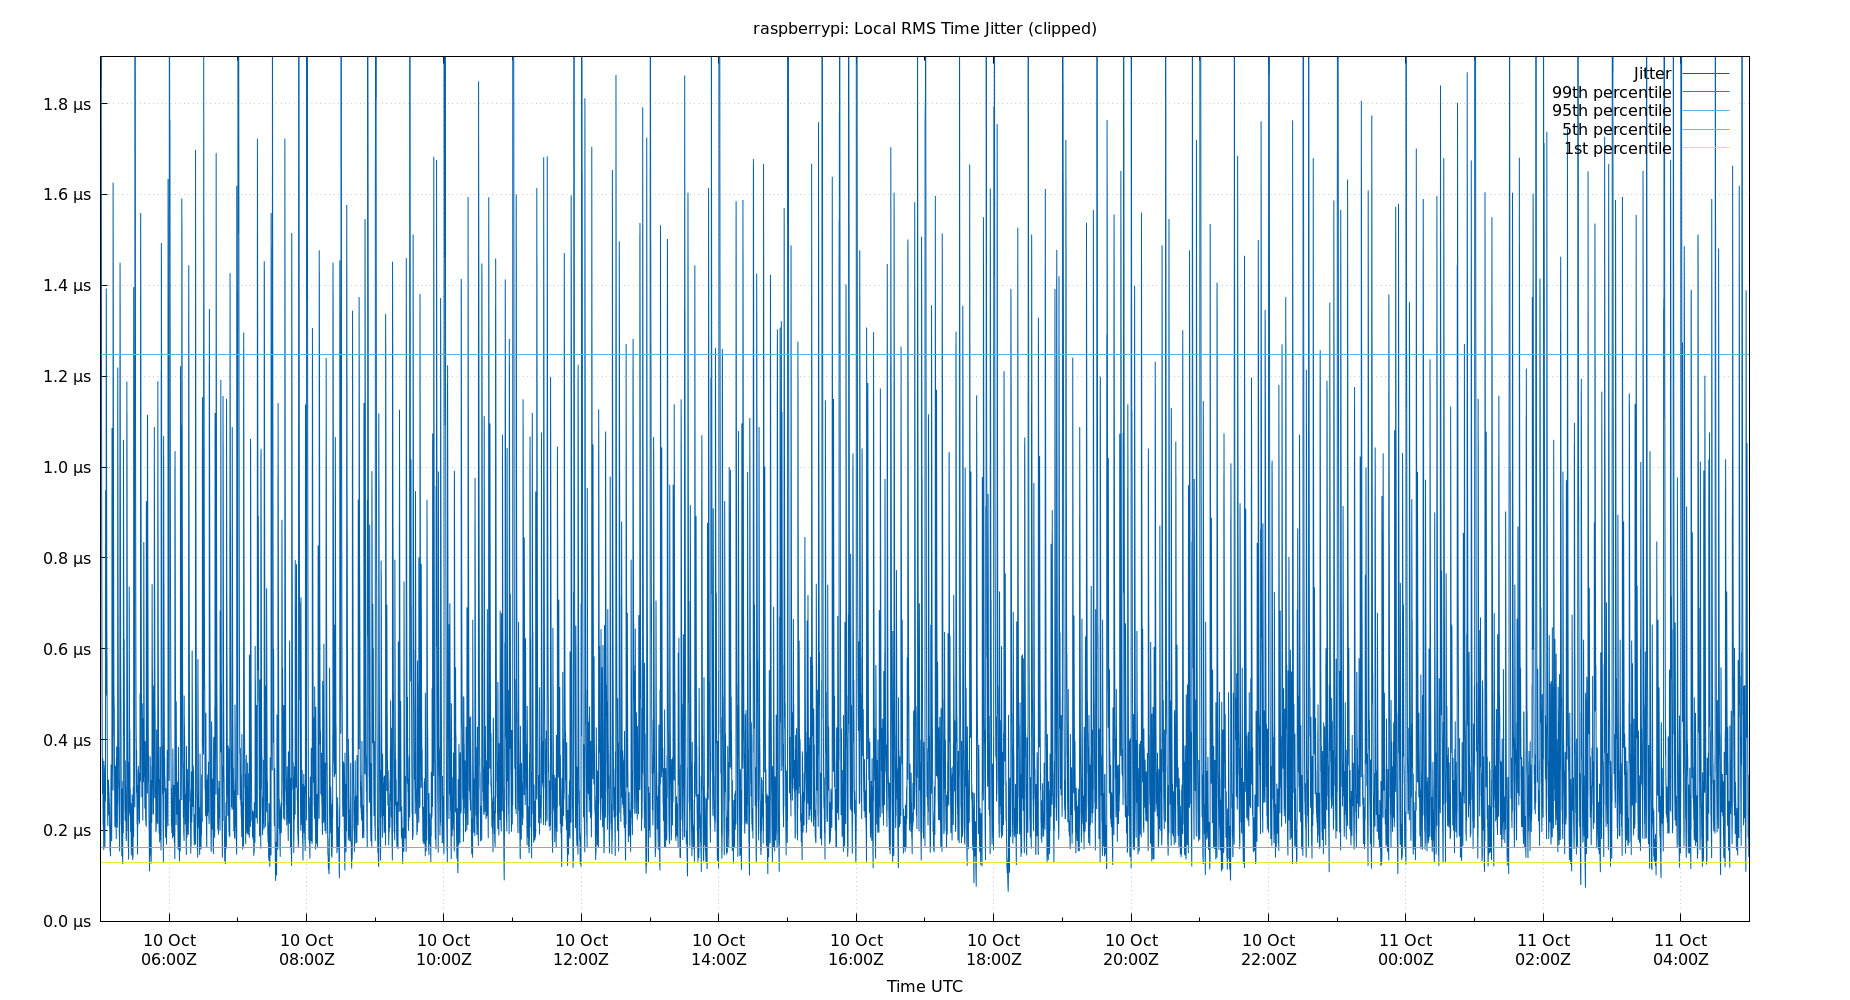 raspberrypi: Local RMS Time Jitter (clipped)
Jitter
99th percentile
95th percentile
5th percentile
1st percentile
1.8 μs
1.6 μs
1.4 μs
1.2 μs
1.0 μs
0.8 μs
0.6 μs
0.4 μs
0.2 μs
0.0 μs
10 Oct 10 Oct 10 Oct 10 Oct 10 Oct 10 Oct 10 Oct 10 Oct 10 Oct 11 Oct 11 Oct 11 Oct
06:00Z 08:00Z 10:00Z 12:00Z 14:00Z 16:00Z 18:00Z 20:00Z 22:00Z 00:00Z 02:00Z 04:00Z
Time UTC